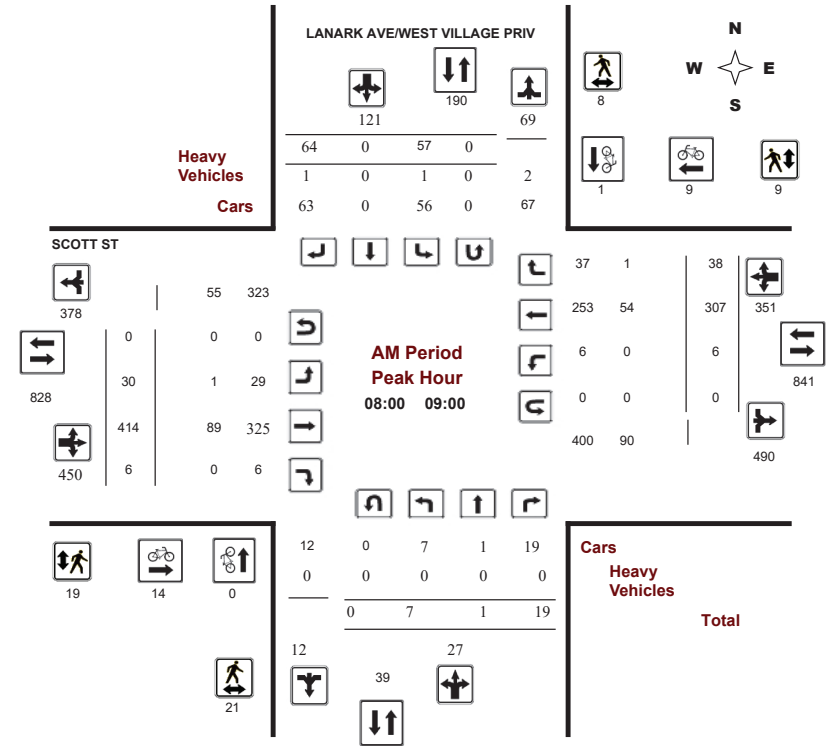 LANARK AVE/WEST VILLAGE PRIV
N
W E
S
190
8
121
69
64 0 57 0
Heavy
Vehicles
1 0 1 0 2
1
9
9
Cars
63 0 56 0 67
SCOTT ST
378
55 323
37 1 38
351
253 54 307
0 0 0
828
AM Period
Peak Hour
08:00 09:00
6 0 6
841
30 1 29
0 0 0
414 89 325
400 90
490
450
6 0 6
12 0 7 1 19
Cars
0 0 0 0 0
Heavy
Vehicles
19
14
0
0 7 1 19
Total
12
27
39
21